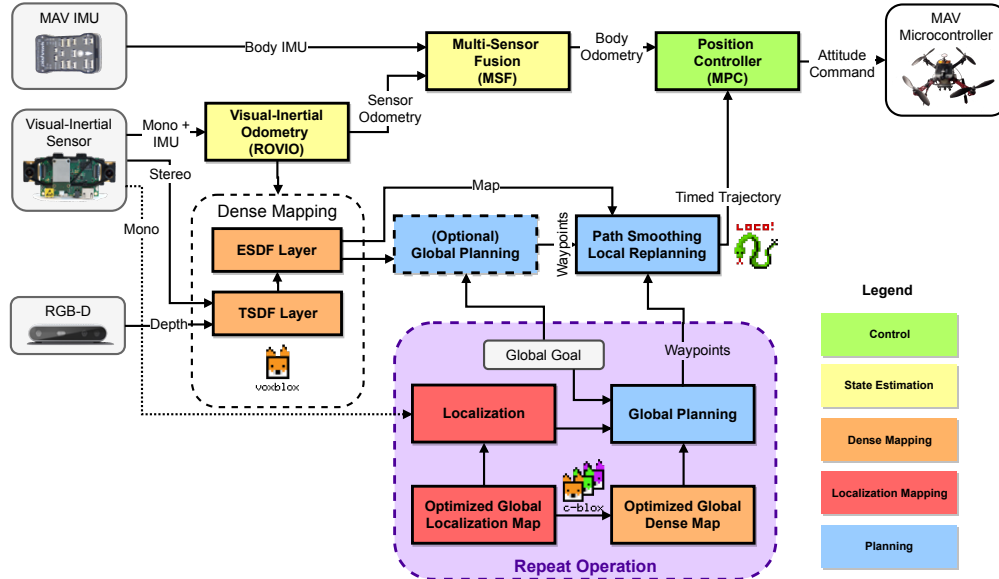 MAV IMU
Body IMU
Multi-Sensor
Fusion
(MSF)
Body
Odometry
Position
Controller
(MPC)
Attitude
Command
MAV
Microcontroller
Visual-Inertial
Sensor
Mono +
IMU
Visual-Inertial
Odometry
(ROVIO)
Sensor
Odometry
Stereo
Mono
Dense Mapping
ESDF Layer
TSDF Layer
voxblox
Map
(Optional)
Global Planning
Waypoints
Path Smoothing
Local Replanning
Timed Trajectory
LOCO!
RGB-D
Depth
Global Goal
Waypoints
Localization
Global Planning
Optimized Global
Localization Map
c-blox
Optimized Global
Dense Map
Repeat Operation
Legend
Control
State Estimation
Dense Mapping
Localization Mapping
Planning